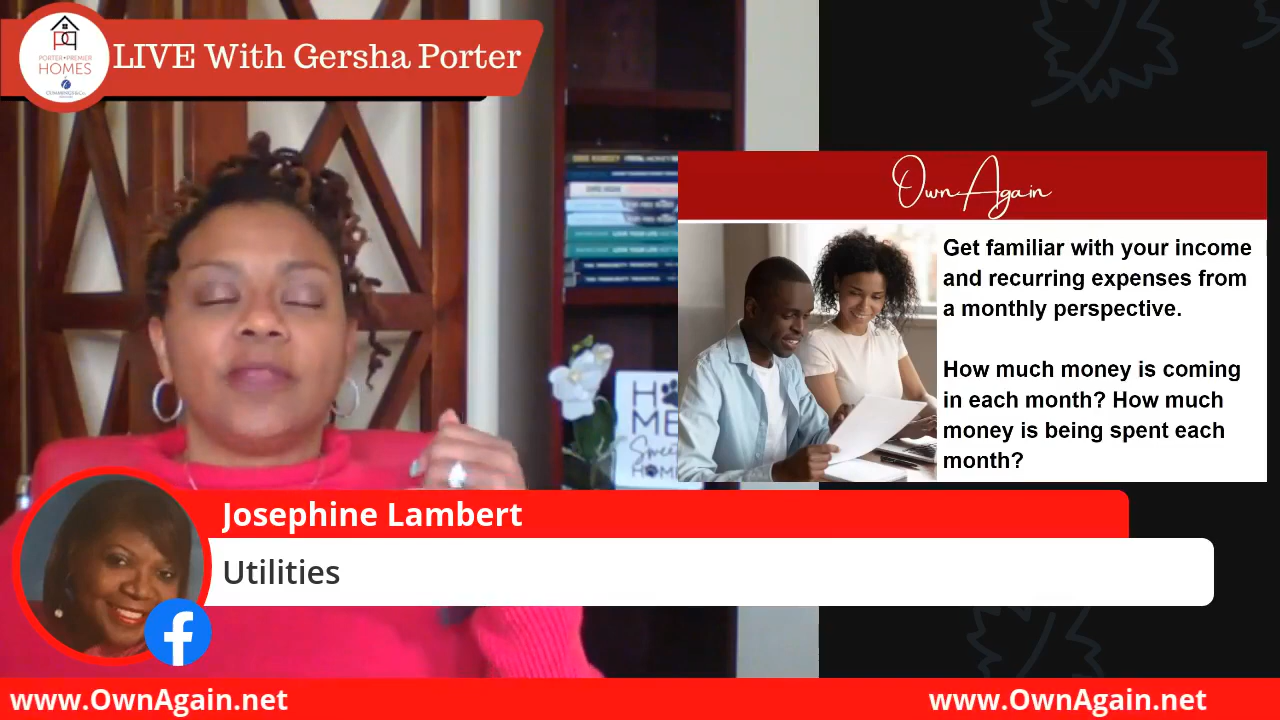 LIVE With Gersha Porter
PORTER•PREMIER
HOMES
OwnAgain
Get familiar with your income
and recurring expenses from
a monthly perspective.
How much money is coming
in each month? How much
money is being spent each
month?
HOME
Sweet
HOME
Josephine Lambert
Utilities
www.OwnAgain.net
www.OwnAgain.net